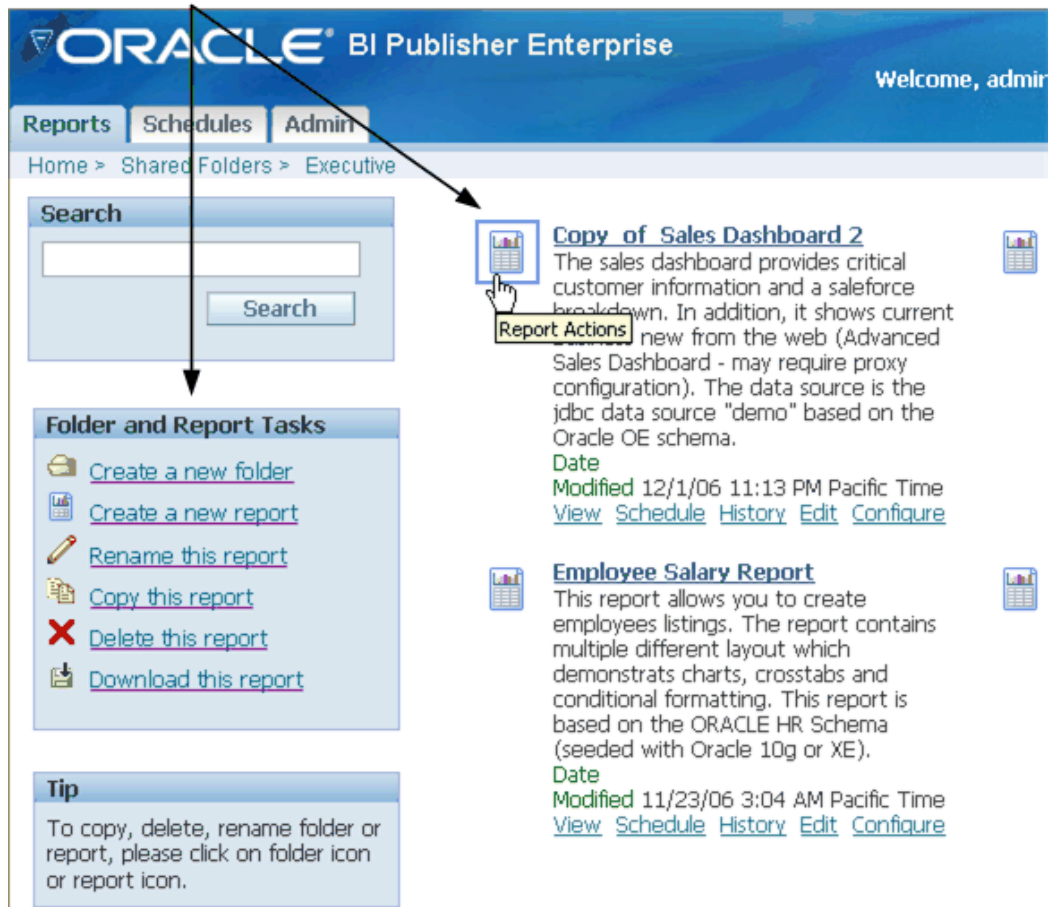 ORACLE BI Publisher Enterprise
Welcome, admin
Reports Schedules Admin
Home > Shared Folders > Executive
Search
Search
Folder and Report Tasks
Create a new folder
Create a new report
Rename this report
Copy this report
Delete this report
Download this report
Tip
To copy, delete, rename folder or
report, please click on folder icon
or report icon.
Copy of Sales Dashboard 2
The sales dashboard provides critical
customer information and a saleforce
breakdown. In addition, it shows current
Report Actions
business new from the web (Advanced
Sales Dashboard - may require proxy
configuration). The data source is the
jdbc data source "demo" based on the
Oracle OE schema.
Date
Modified 12/1/06 11:13 PM Pacific Time
View Schedule History Edit Configure
Employee Salary Report
This report allows you to create
employees listings. The report contains
multiple different layout which
demonstrats charts, crosstabs and
conditional formatting. This report is
based on the ORACLE HR Schema
(seeded with Oracle 10g or XE).
Date
Modified 11/23/06 3:04 AM Pacific Time
View Schedule History Edit Configure